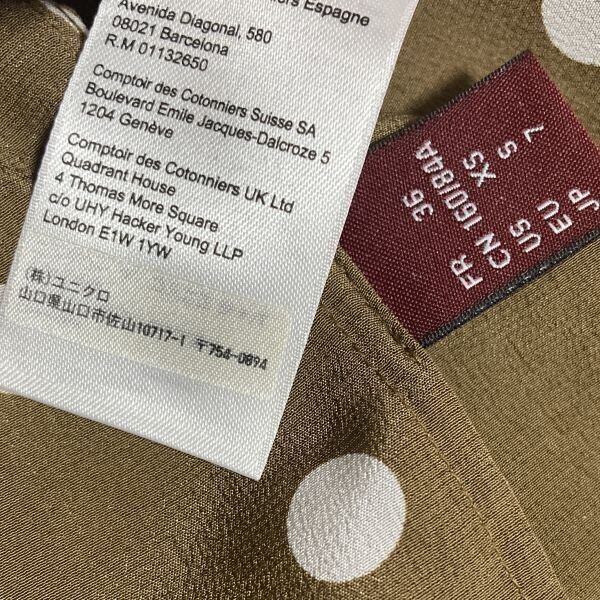 ers Espagne
Avenida Diagonal, 580
08021 Barcelona
R.M 01132650
Comptoir des Cotonniers Suisse SA
Boulevard Emile Jacques-Dalcroze 5
1204 Genève
Comptoir des Cotonniers UK Ltd
Quadrant House
4 Thomas More Square
c/o UHY Hacker Young LLP
London E1W 1YW
(株)ユニクロ
山口県山口市佐山10717-1 〒754-0894
FR 36
CN 160/84A
US XS
EU S
JP 7